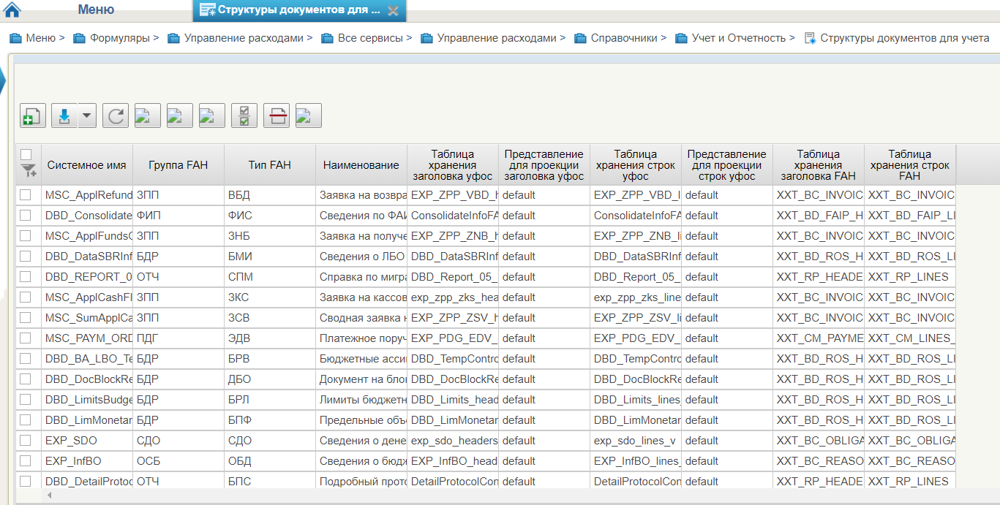 Меню
Структуры документов для ...
Меню > Формуляры > Управление расходами > Все сервисы > Управление расходами > Справочники > Учет и Отчетность > Структуры документов для учета
Системное имя Группа FAH Тип FAH Наименование Таблица хранения заголовка уфос Представление для проекции заголовка уфос Таблица хранения строк уфос Представление для проекции строк уфос Таблица хранения заголовка FAH Таблица хранения строк FAH
MSC_ApplRefund ЗПП ВБД Заявка на возвра EXP_ZPP_VBD_h default EXP_ZPP_VBD_l default XXT_BC_INVOIC XXT_BC_INVOIC
DBD_Consolidate ФИП ФИС Сведения по ФАИ ConsolidateInfoFA default ConsolidateInfoFA default XXT_BD_FAIP_H XXT_BD_FAIP_LI
MSC_ApplFundsC ЗПП ЗНБ Заявка на получе EXP_ZPP_ZNB_h default EXP_ZPP_ZNB_li default XXT_BC_INVOIC XXT_BC_INVOIC
DBD_DataSBRInf БДР БМИ Сведения о ЛБО DBD_DataSBRInf default DBD_DataSBRInf default XXT_BD_ROS_H XXT_BD_ROS_LI
DBD_REPORT_0 ОТЧ СПМ Справка по мигра DBD_Report_05_ default DBD_Report_05_ default XXT_RP_HEADE XXT_RP_LINES
MSC_ApplCashFl ЗПП ЗКС Заявка на кассов exp_zpp_zks_hea default exp_zpp_zks_line default XXT_BC_INVOIC XXT_BC_INVOIC
MSC_SumApplCa ЗПП ЗСВ Сводная заявка н EXP_ZPP_ZSV_h default EXP_ZPP_ZSV_li default XXT_BC_INVOIC XXT_BC_INVOIC
MSC_PAYM_ORD ПДГ ЭДВ Платежное поруч EXP_PDG_EDV_ default EXP_PDG_EDV_ default XXT_CM_PAYME XXT_CM_LINES_
DBD_BA_LBO_Te БДР БРВ Бюджетные асси DBD_TempContro default DBD_TempContro default XXT_BD_ROS_H XXT_BD_ROS_LI
DBD_DocBlockRe БДР ДБО Документ на бло DBD_DocBlockRe default DBD_DocBlockRe default XXT_BD_ROS_H XXT_BD_ROS_LI
DBD_LimitsBudge БДР БРЛ Лимиты бюджетн DBD_Limits_head default DBD_Limits_lines_ default XXT_BD_ROS_H XXT_BD_ROS_LI
DBD_LimMonetar БДР БПФ Предельные объ DBD_LimMonetar default DBD_LimMonetar default XXT_BD_ROS_H XXT_BD_ROS_LI
EXP_SDO СДО СДО Сведения о дене exp_sdo_headers default exp_sdo_lines_v default XXT_BC_OBLIGA XXT_BC_OBLIGA
EXP_InfBO ОСБ ОБД Сведения о бюдж EXP_InfBO_head default EXP_InfBO_lines_ default XXT_BC_REASO XXT_BC_REASO
DBD_DetailProtoc ОТЧ БПС Подробный прото DetailProtocolCon default DetailProtocolCon default XXT_RP_HEADE XXT_RP_LINES